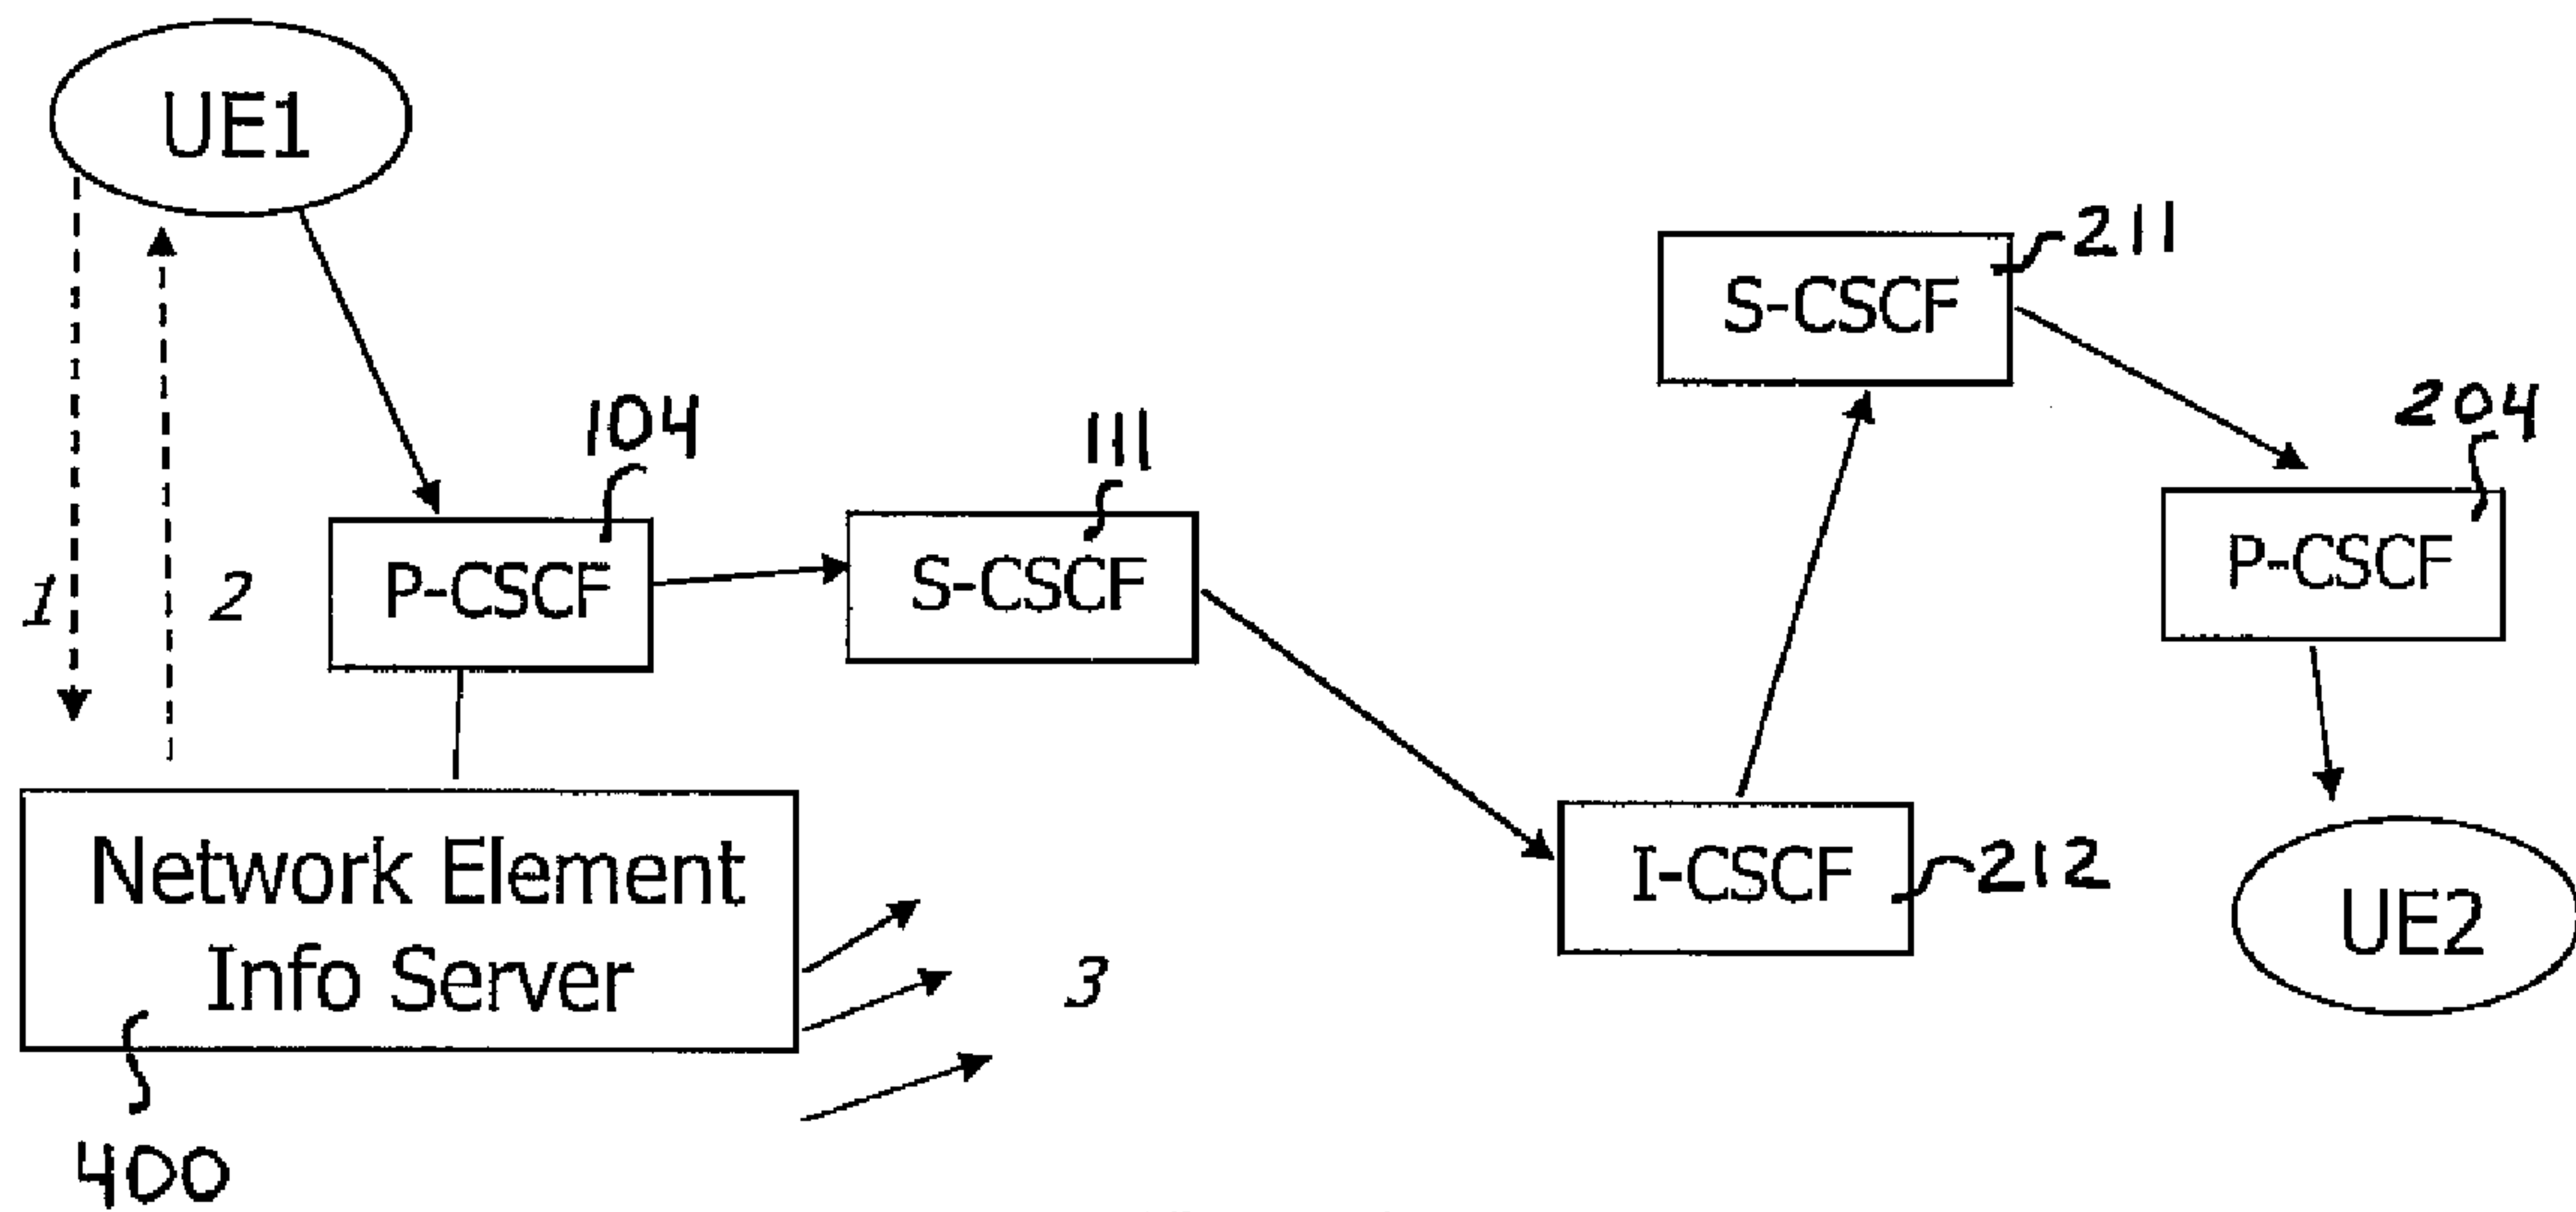 UE1
211
S-CSCF
204
104
111
P-CSCF
S-CSCF
P-CSCF
1
2
Network Element
Info Server
I-CSCF
212
UE2
3
400